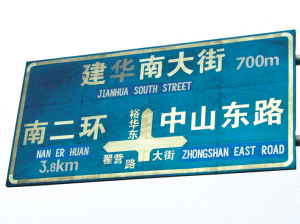 建华南大街 700m
JIANHUA SOUTH STREET
南二环 裕华东 中山东路
NAN ER HUAN ZHONGSHAN EAST ROAD
3.8km 翟营 路 大街